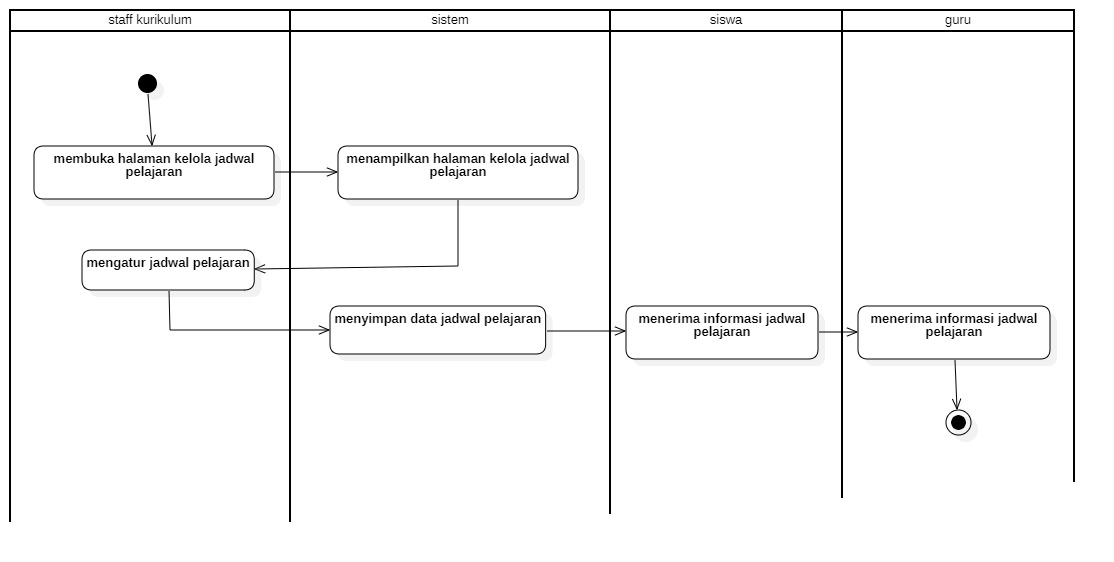 staff kurikulum
sistem
siswa
guru
membuka halaman kelola jadwal
pelajaran
menampilkan halaman kelola jadwal
pelajaran
mengatur jadwal pelajaran
menyimpan data jadwal pelajaran
menerima informasi jadwal
pelajaran
menerima informasi jadwal
pelajaran